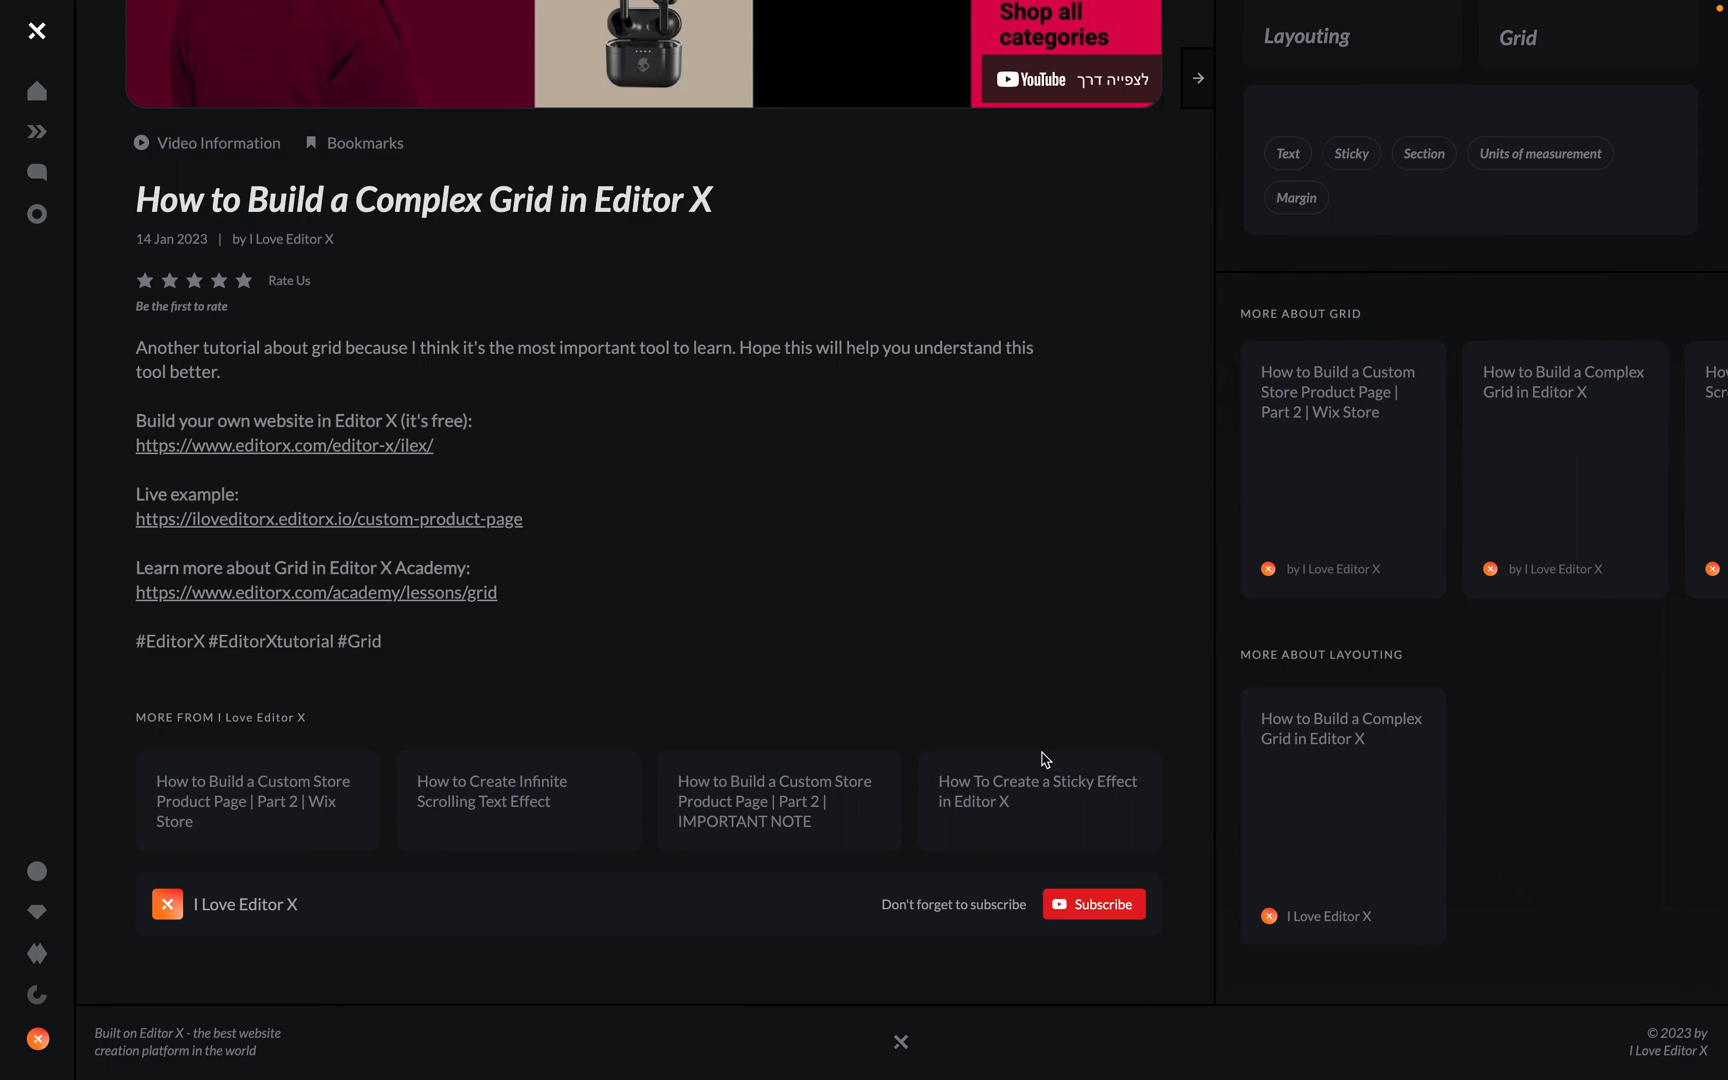 Shop all
categories
YouTube לצפייה דרך
Video Information
Bookmarks
How to Build a Complex Grid in Editor X
14 Jan 2023 | by I Love Editor X
Rate Us
Be the first to rate
Another tutorial about grid because I think it's the most important tool to learn. Hope this will help you understand this
tool better.
Build your own website in Editor X (it's free):
https://www.editorx.com/editor-x/ilex/
Live example:
https://iloveditorx.editorx.io/custom-product-page
Learn more about Grid in Editor X Academy:
https://www.editorx.com/academy/lessons/grid
#EditorX #EditorXtutorial #Grid
MORE FROM I Love Editor X
How to Build a Custom Store
Product Page | Part 2 | Wix
Store
How to Create Infinite
Scrolling Text Effect
How to Build a Custom Store
Product Page | Part 2 |
IMPORTANT NOTE
How To Create a Sticky Effect
in Editor X
I Love Editor X
Don't forget to subscribe
Subscribe
Layouting
Grid
Text
Sticky
Section
Units of measurement
Margin
MORE ABOUT GRID
How to Build a Custom
Store Product Page |
Part 2 | Wix Store
by I Love Editor X
How to Build a Complex
Grid in Editor X
by I Love Editor X
How
Scr
MORE ABOUT LAYOUTING
How to Build a Complex
Grid in Editor X
I Love Editor X
Built on Editor X - the best website
creation platform in the world
© 2023 by
I Love Editor X